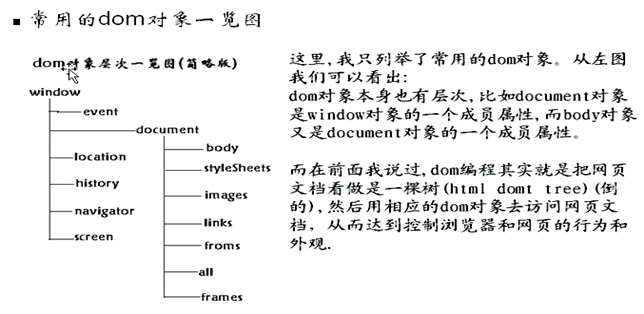 常用的dom对象一览图
dom对象层次一览图(简略版)
window
event
document
location
history
navigator
screen
body
styleSheets
images
links
froms
all
frames
这里,我只列举了常用的dom对象。从左图
我们可以看出:
dom对象本身也有层次,比如document对象
是window对象的一个成员属性,而body对象
又是document对象的一个成员属性。
而在前面我说过,dom编程其实就是把网页
文档看做是一棵树(html domt tree)(倒
的),然后用相应的dom对象去访问网页文
档，从而达到控制浏览器和网页的行为和
外观.